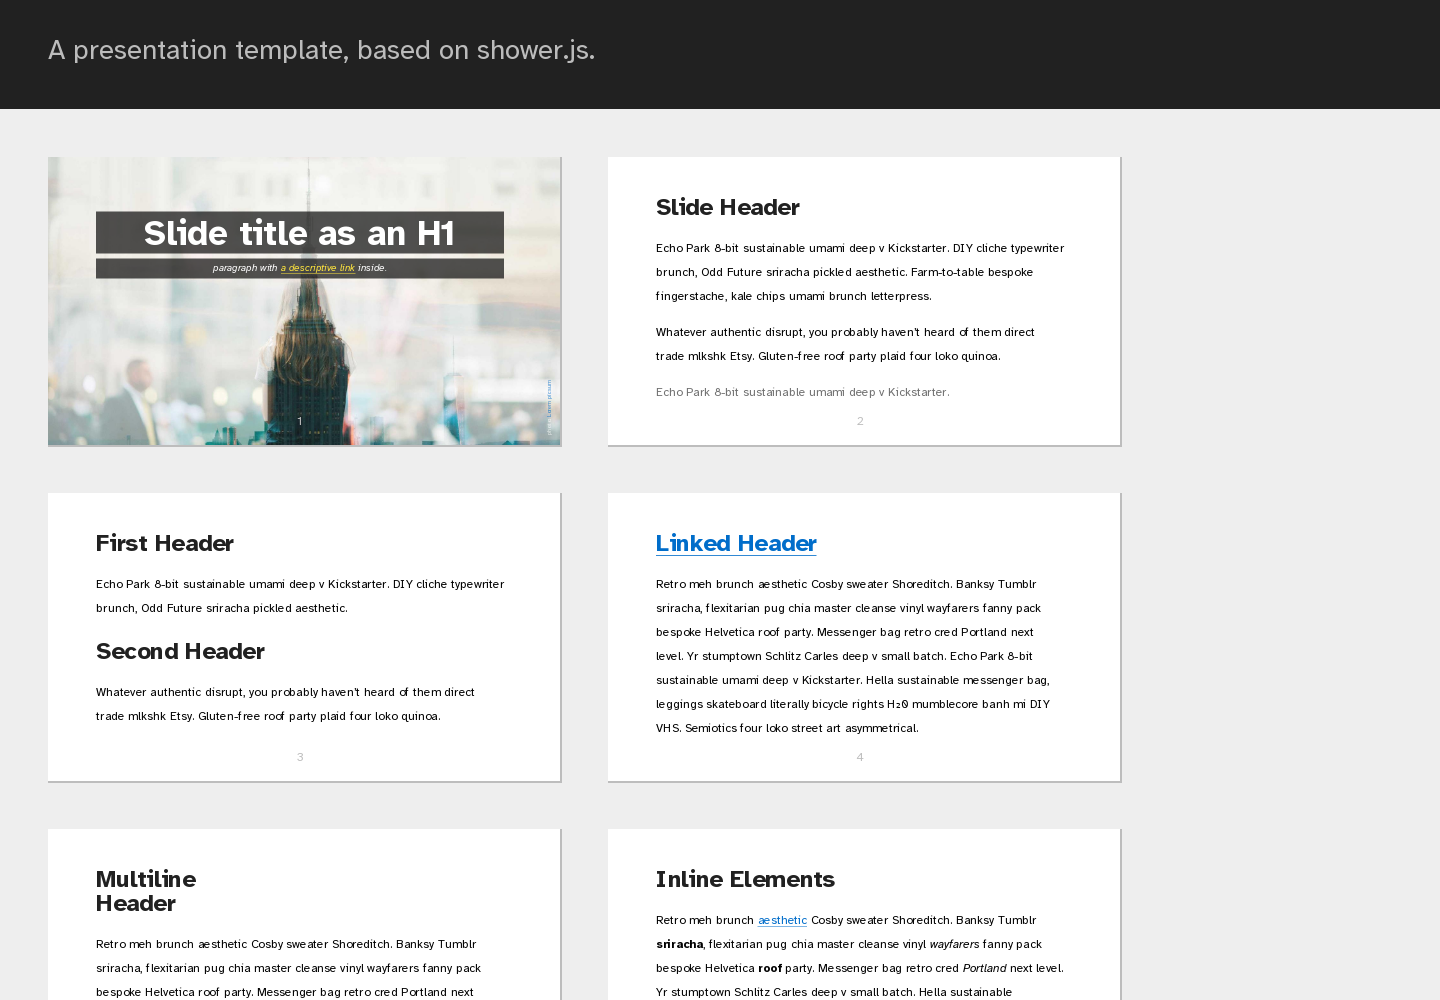 A presentation template, based on shower.js.
Slide title as an H1
paragraph with a descriptive link inside.
1
Slide Header
Echo Park 8-bit sustainable umami deep v Kickstarter. DIY cliche typewriter
brunch, Odd Future sriracha pickled aesthetic. Farm-to-table bespoke
fingerstache, kale chips umami brunch letterpress.
Whatever authentic disrupt, you probably haven't heard of them direct
trade mlkshk Etsy. Gluten-free roof party plaid four loko quinoa.
Echo Park 8-bit sustainable umami deep v Kickstarter.
2
First Header
Echo Park 8-bit sustainable umami deep v Kickstarter. DIY cliche typewriter
brunch, Odd Future sriracha pickled aesthetic.
Second Header
Whatever authentic disrupt, you probably haven't heard of them direct
trade mlkshk Etsy. Gluten-free roof party plaid four loko quinoa.
3
Linked Header
Retro meh brunch aesthetic Cosby sweater Shoreditch. Banksy Tumblr
sriracha, flexitarian pug chia master cleanse vinyl wayfarers fanny pack
bespoke Helvetica roof party. Messenger bag retro cred Portland next
level. Yr stumptown Schlitz Carles deep v small batch. Echo Park 8-bit
sustainable umami deep v Kickstarter. Hella sustainable messenger bag,
leggings skateboard literally bicycle rights H₂0 mumblecore banh mi DIY
VHS. Semiotics four loko street art asymmetrical.
4
Multiline
Header
Retro meh brunch aesthetic Cosby sweater Shoreditch. Banksy Tumblr
sriracha, flexitarian pug chia master cleanse vinyl wayfarers fanny pack
bespoke Helvetica roof party. Messenger bag retro cred Portland next
Inline Elements
Retro meh brunch aesthetic Cosby sweater Shoreditch. Banksy Tumblr
sriracha, flexitarian pug chia master cleanse vinyl wayfarers fanny pack
bespoke Helvetica roof party. Messenger bag retro cred Portland next level.
Yr stumptown Schlitz Carles deep v small batch. Hella sustainable